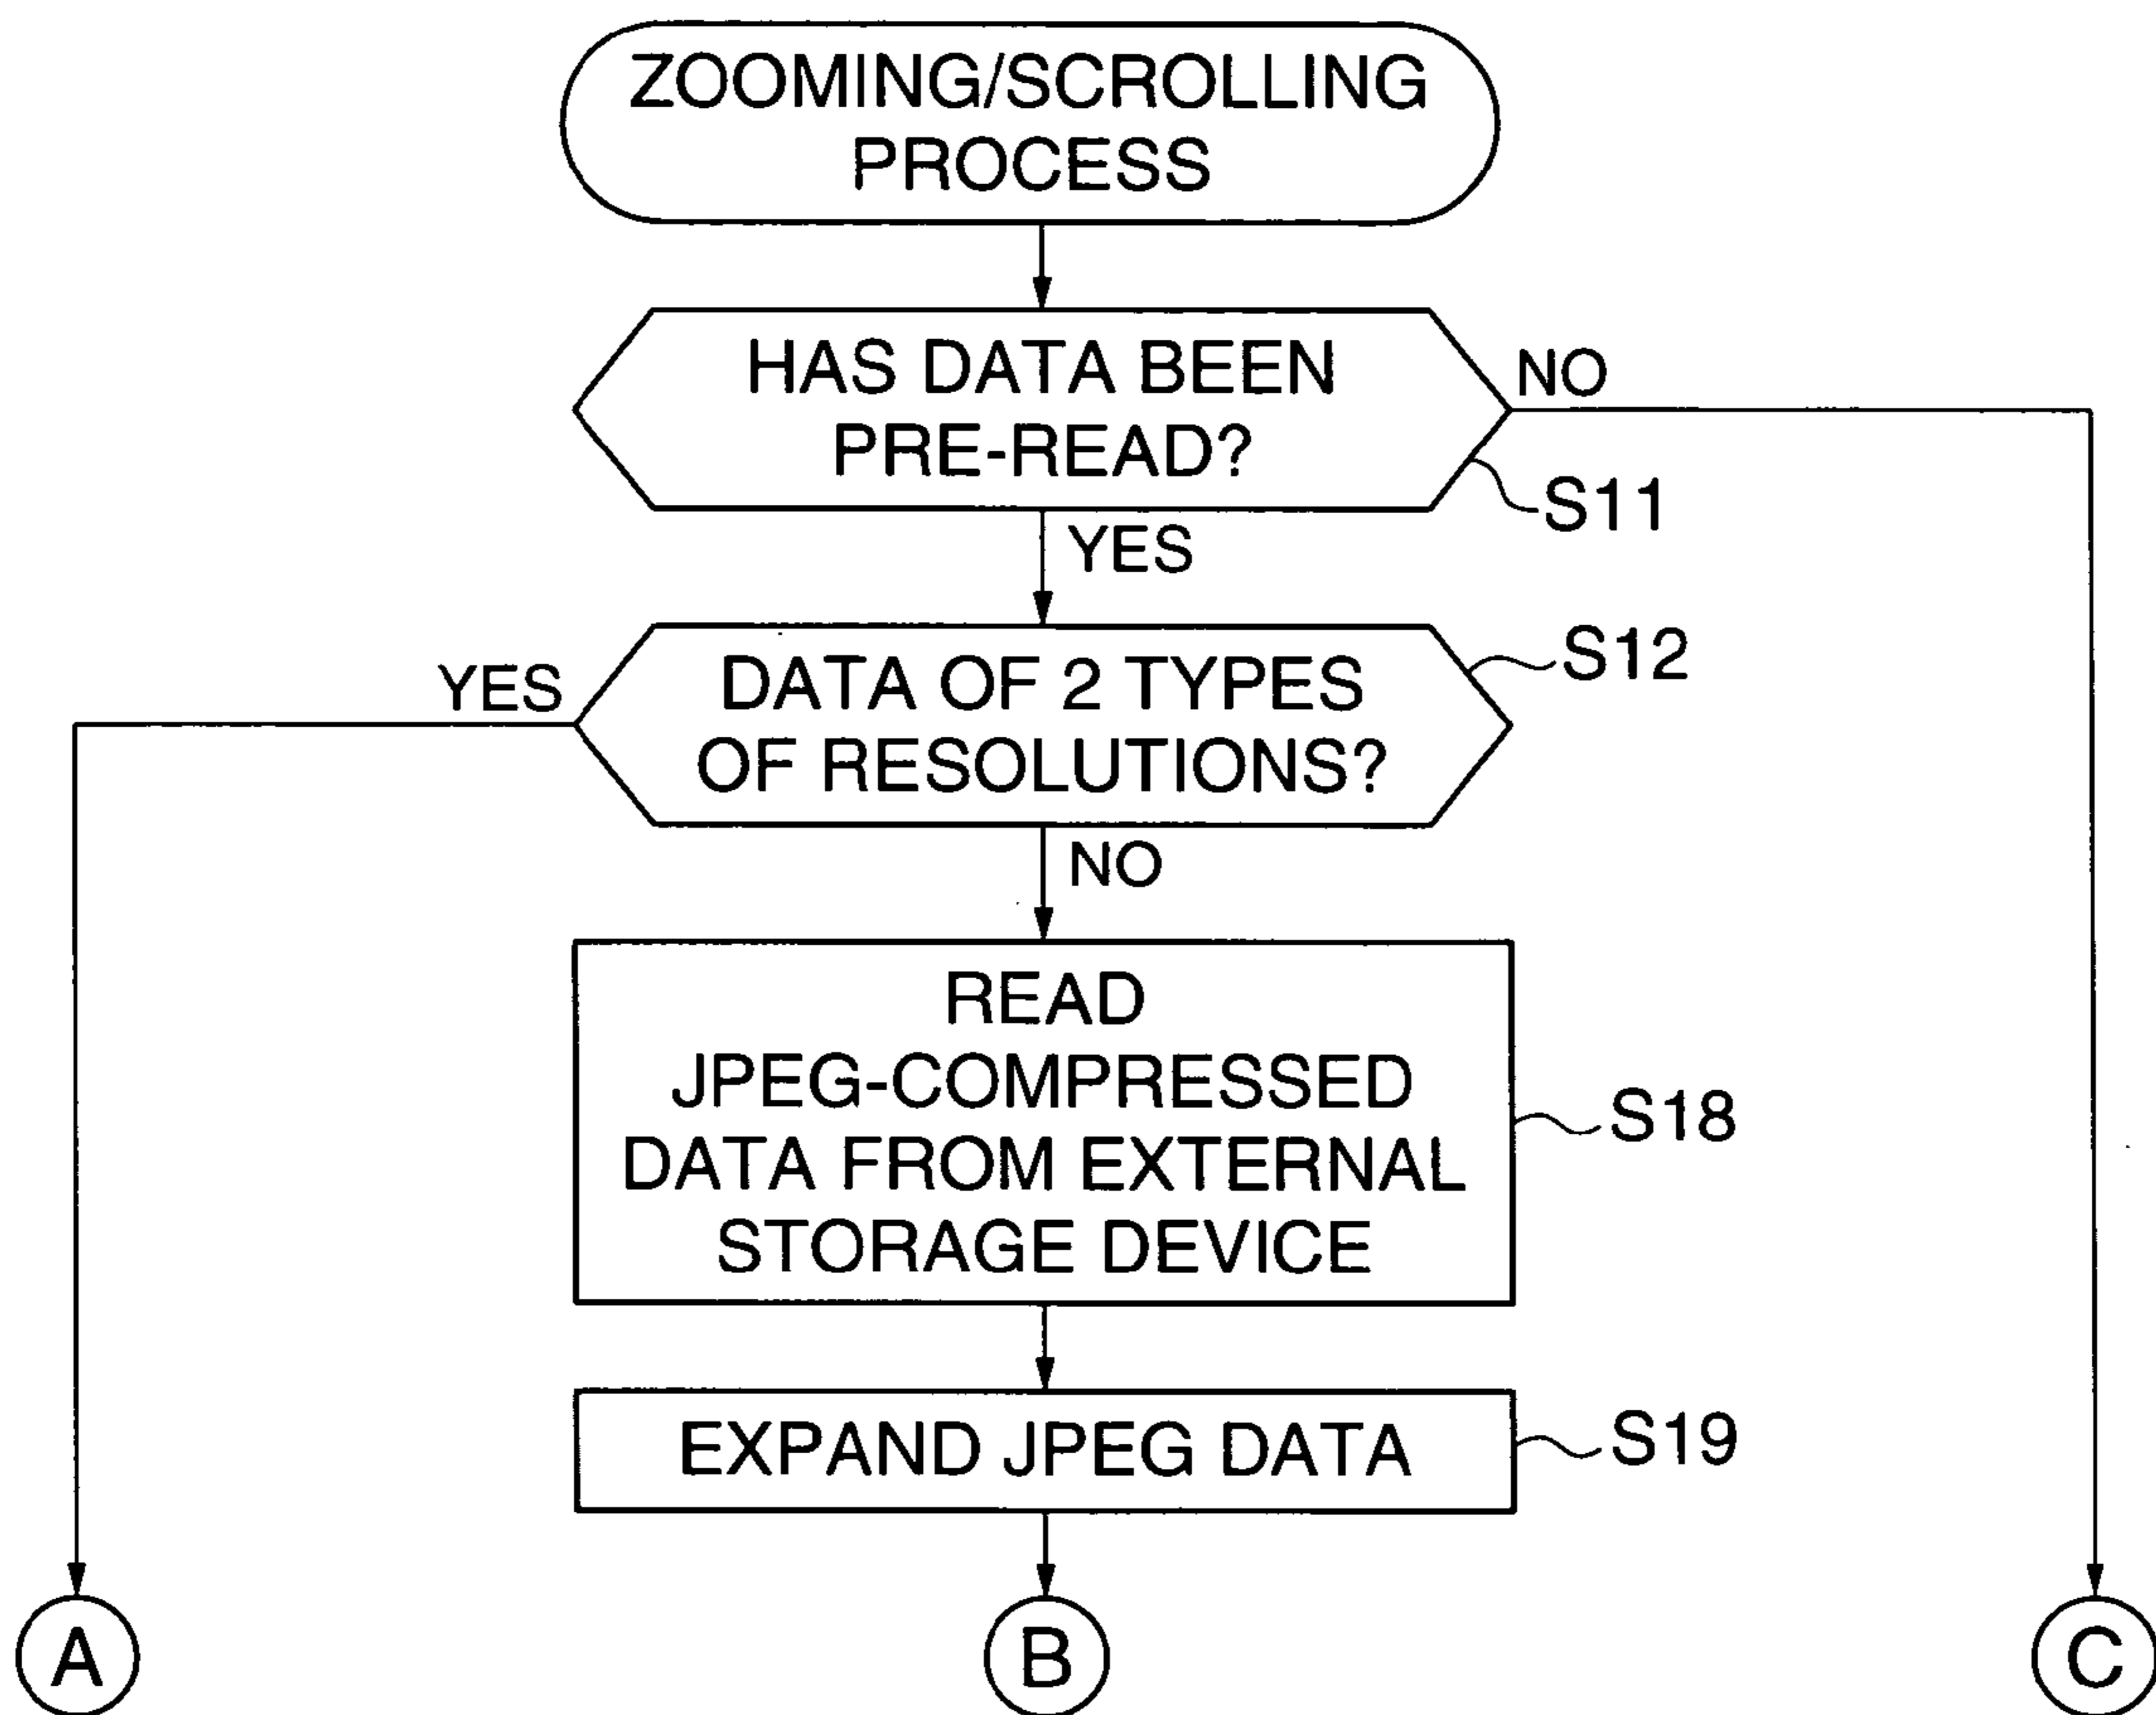 ZOOMING/SCROLLING
PROCESS
HAS DATA BEEN
PRE-READ?
NO
S11
YES
S12
YES
DATA OF 2 TYPES
OF RESOLUTIONS?
NO
READ
JPEG-COMPRESSED
DATA FROM EXTERNAL
STORAGE DEVICE
S18
EXPAND JPEG DATA
S19
A
B
C